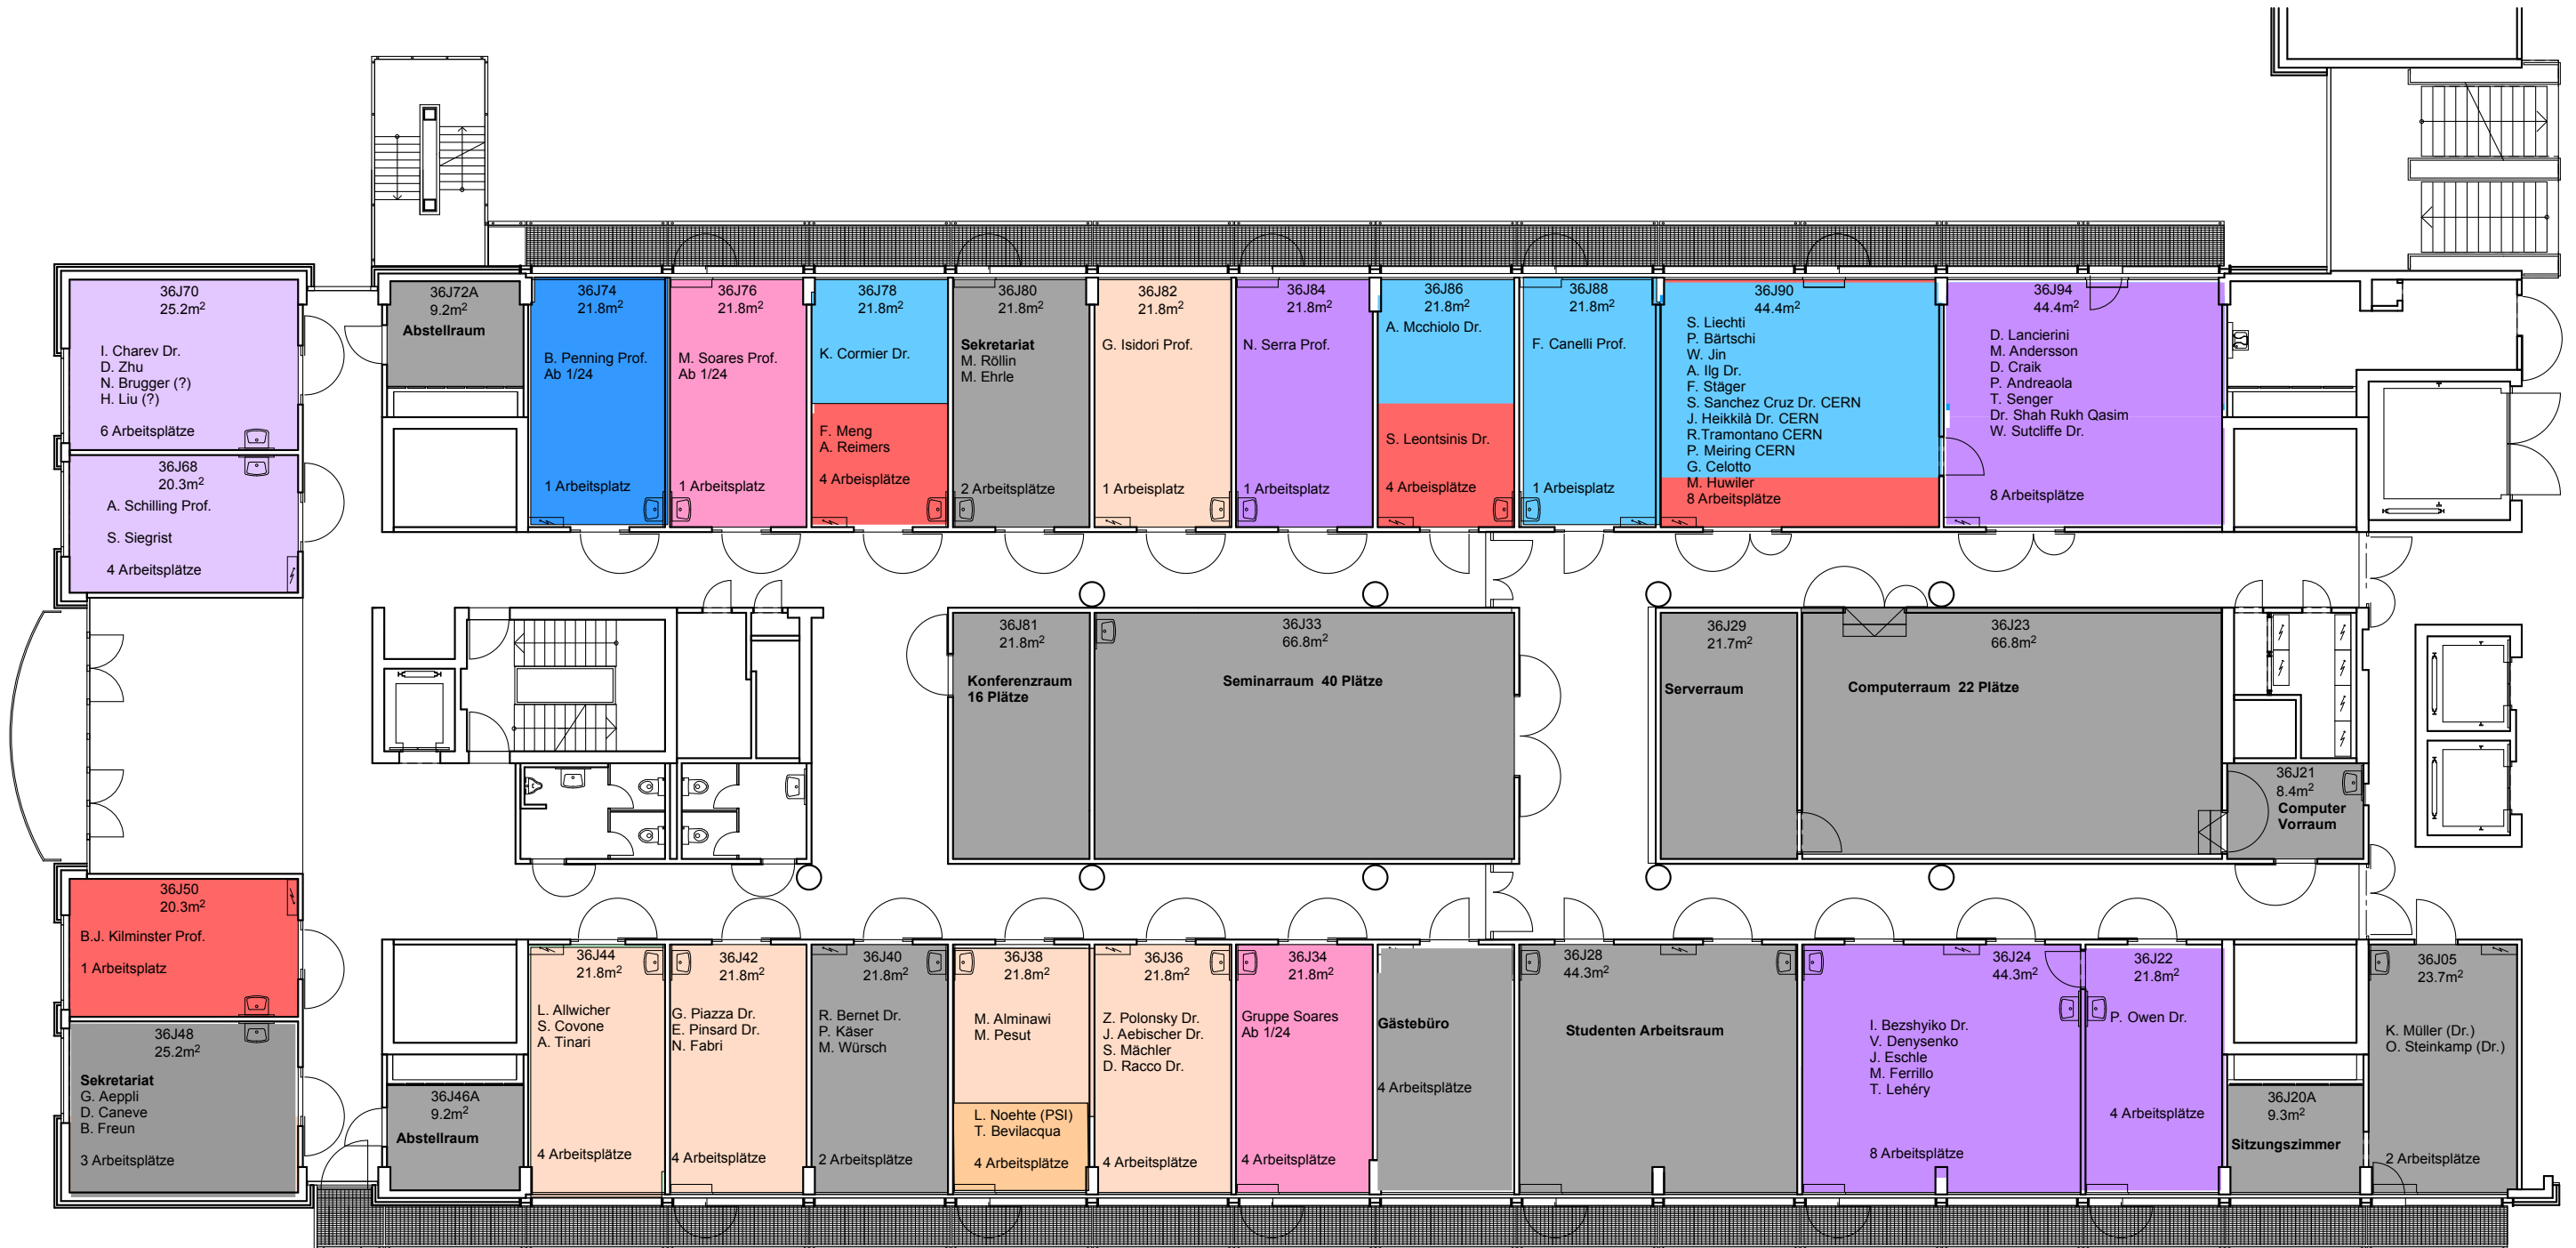 36J70
25.2m²
I. Charev Dr.
D. Zhu
N. Brugger (?)
H. Liu (?)
6 Arbeitsplätze
36J68
20.3m²
A. Schilling Prof.
S. Siegrist
4 Arbeitsplätze
36J72A
9.2m²
Abstellraum
36J74
21.8m²
B. Penning Prof.
Ab 1/24
1 Arbeitsplatz
36J76
21.8m²
M. Soares Prof.
Ab 1/24
1 Arbeitsplatz
36J78
21.8m²
K. Cormier Dr.
F. Meng
A. Reimers
4 Arbeisplätze
36J80
21.8m²
Sekretariat
M. Röllin
M. Ehrle
2 Arbeitsplätze
36J82
21.8m²
G. Isidori Prof.
1 Arbeisplatz
36J84
21.8m²
N. Serra Prof.
1 Arbeitsplatz
36J86
21.8m²
A. Mcchiolo Dr.
S. Leontsinis Dr.
4 Arbeisplätze
36J88
21.8m²
F. Canelli Prof.
1 Arbeisplatz
36J90
44.4m²
S. Liechti
P. Bärtschi
W. Jin
A. Ilg Dr.
F. Stäger
S. Sanchez Cruz Dr. CERN
J. Heikkilä Dr. CERN
R.Tramontano CERN
P. Meiring CERN
G. Celotto
M. Huwiler
8 Arbeitsplätze
36J94
44.4m²
D. Lancierini
M. Andersson
D. Craik
P. Andreaola
T. Senger
Dr. Shah Rukh Qasim
W. Sutcliffe Dr.
8 Arbeitsplätze
36J81
21.8m²
Konferenzraum
16 Plätze
36J33
66.8m²
Seminarraum 40 Plätze
36J29
21.7m²
Serverraum
36J23
66.8m²
Computerraum 22 Plätze
36J21
8.4m²
Computer
Vorraum
36J50
20.3m²
B.J. Kilminster Prof.
1 Arbeitsplatz
36J48
25.2m²
Sekretariat
G. Aeppli
D. Caneve
B. Freun
3 Arbeitsplätze
36J46A
9.2m²
Abstellraum
36J44
21.8m²
L. Allwicher
S. Covone
A. Tinari
4 Arbeitsplätze
36J42
21.8m²
G. Piazza Dr.
E. Pinsard Dr.
N. Fabri
4 Arbeitsplätze
36J40
21.8m²
R. Bernet Dr.
P. Käser
M. Würsch
2 Arbeitsplätze
36J38
21.8m²
M. Alminawi
M. Pesut
L. Noehte (PSI)
T. Bevilacqua
4 Arbeitsplätze
36J36
21.8m²
Z. Polonsky Dr.
J. Aebischer Dr.
S. Mächler
D. Racco Dr.
4 Arbeitsplätze
36J34
21.8m²
Gruppe Soares
Ab 1/24
4 Arbeitsplätze
Gästebüro
4 Arbeitsplätze
36J28
44.3m²
Studenten Arbeitsraum
36J24
44.3m²
I. Bezshyiko Dr.
V. Denysenko
J. Eschle
M. Ferrillo
T. Lehéry
8 Arbeitsplätze
36J22
21.8m²
P. Owen Dr.
4 Arbeitsplätze
36J20A
9.3m²
Sitzungszimmer
36J05
23.7m²
K. Müller (Dr.)
O. Steinkamp (Dr.)
2 Arbeitsplätze